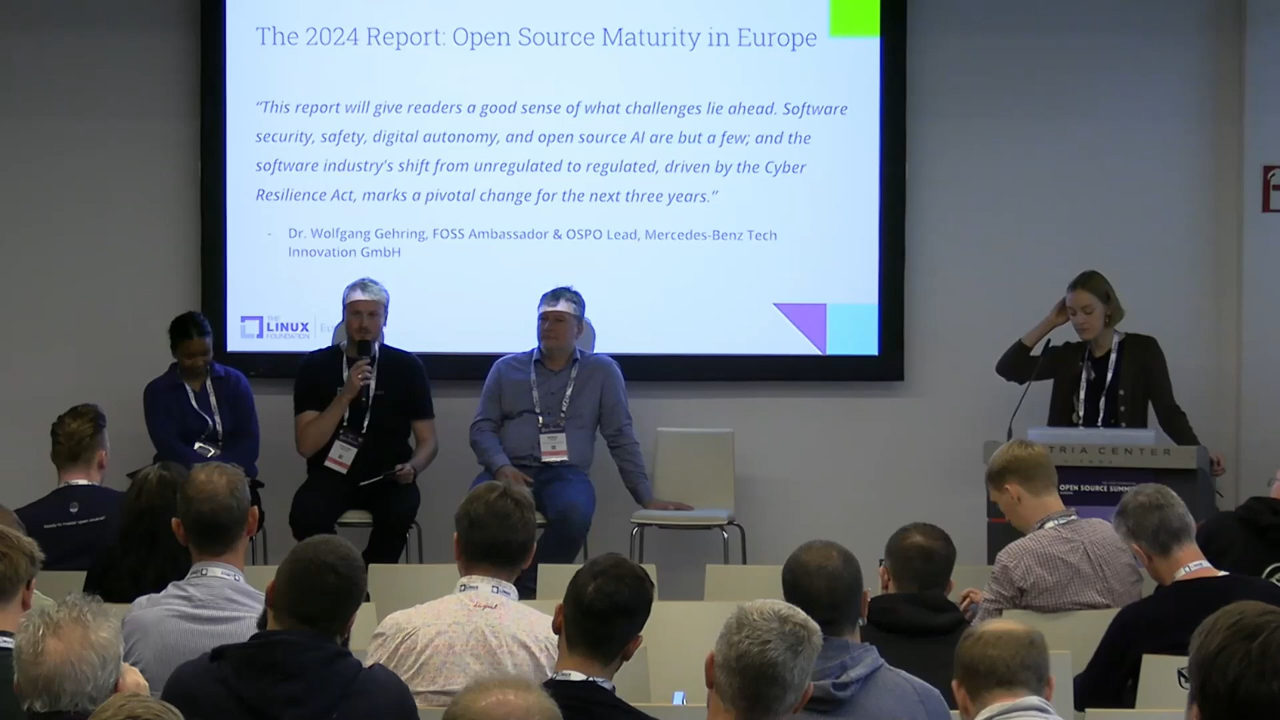 The 2024 Report: Open Source Maturity in Europe
“This report will give readers a good sense of what challenges lie ahead. Software
security, safety, digital autonomy, and open source AI are but a few; and the
software industry's shift from unregulated to regulated, driven by the Cyber
Resilience Act, marks a pivotal change for the next three years.”
- Dr. Wolfgang Gehring, FOSS Ambassador & OSPO Lead, Mercedes-Benz Tech
Innovation GmbH
THE
LINUX
FOUNDATION
TRIA CENTER
OPEN SOURCE SUMM